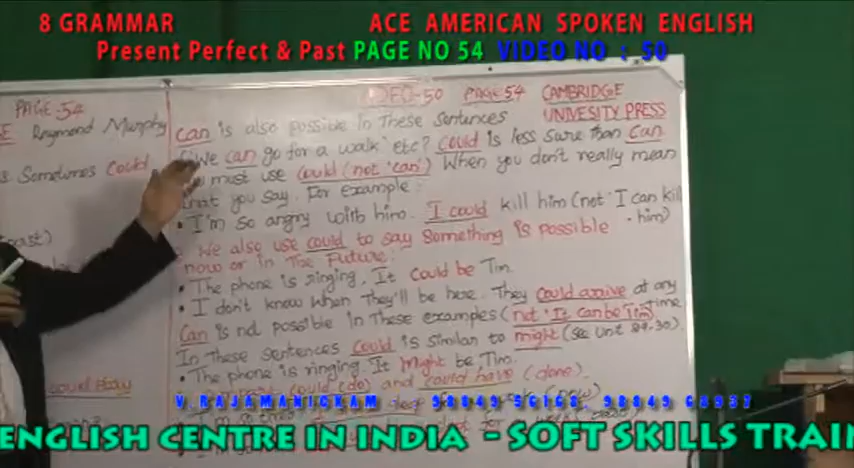 8 GRAMMAR ACE AMERICAN SPOKEN ENGLISH
Present Perfect & Past PAGE NO 54 VIDEO NO : 50
PAGE-54
Raymond Murphy
Sometimes Could
past)
VIDEO-50 PAGE 54 CAMBRIDGE
UNIVESITY PRESS
can is also possible in These sentences
('We can go for a walk' etc? Could is less sure than can
must use could (not 'can') When you don't really mean
what you say. For example:
• I'm so angry with him. I could kill him (not 'I can kill
him)
We also use could to say something is possible
now or in The Future:
• The phone is ringing. It could be Tim.
• I don't know when They'll be here. They could arrive at any
time
Can is not possible in These examples (not 'It can be Tim)
In These sentences could is similar to might (see unit 29-30).
• The phone is ringing. It might be Tim.
could (do) and could have (done).
V.RAJAMANICKAM 98849 56168, 98849 68937
ENGLISH CENTRE IN INDIA - SOFT SKILLS TRAI